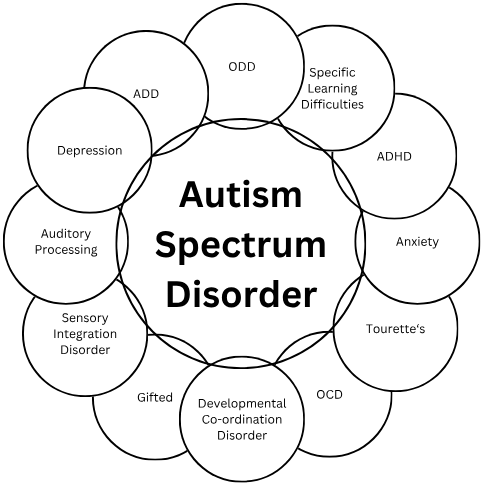 ODD
Specific
Learning
Difficulties
ADD
ADHD
Depression
Autism
Spectrum
Disorder
Auditory
Processing
Anxiety
Sensory
Integration
Disorder
Tourette's
Gifted
Developmental
Co-ordination
Disorder
OCD